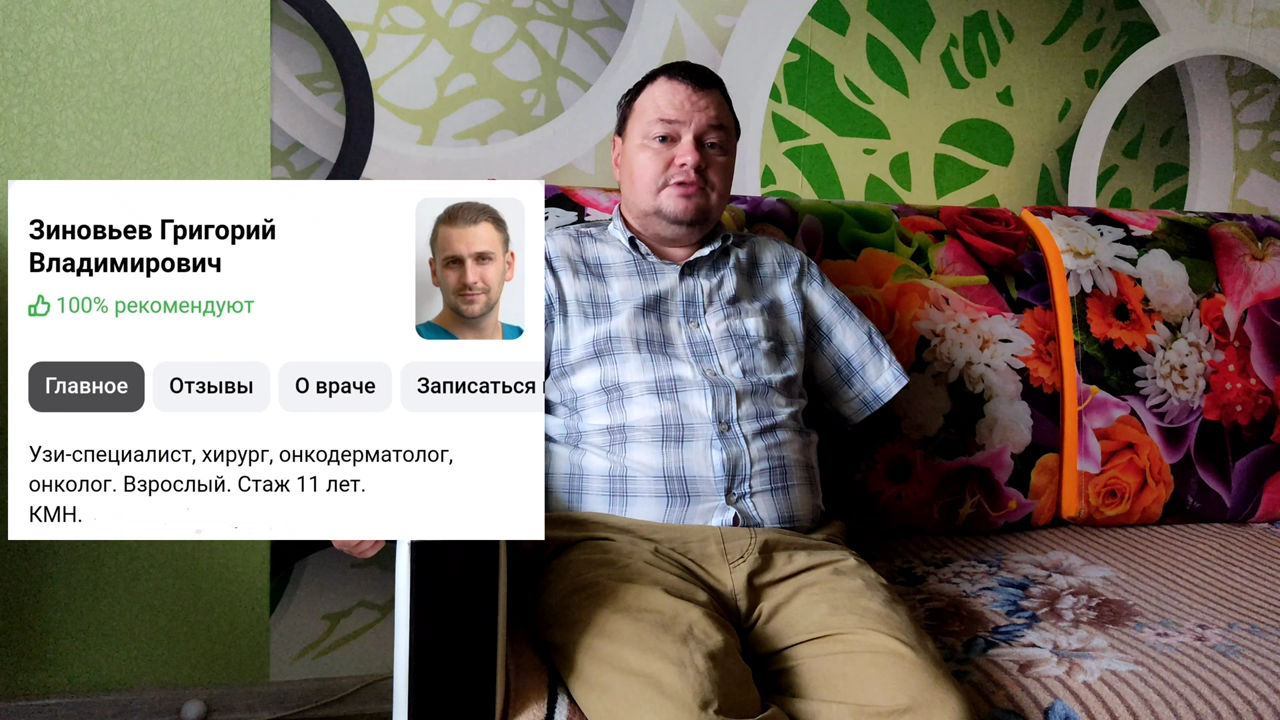 Зиновьев Григорий
Владимирович
100% рекомендуют
Главное
Отзывы
О враче
Записаться
Узи-специалист, хирург, онкодерматолог,
онколог. Взрослый. Стаж 11 лет.
КМН.